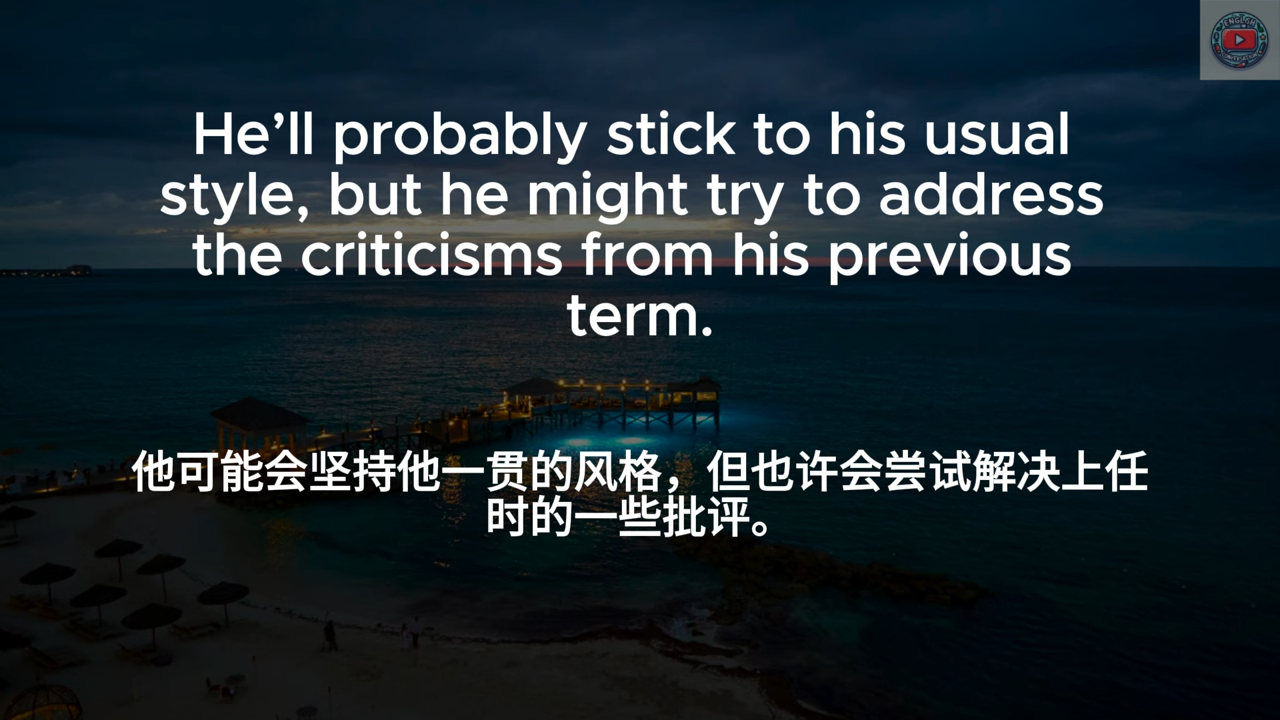 He’ll probably stick to his usual
style, but he might try to address
the criticisms from his previous
term.
他可能会坚持他一贯的风格，但也许会尝试解决上任
时的一些批评。
ENGLISH